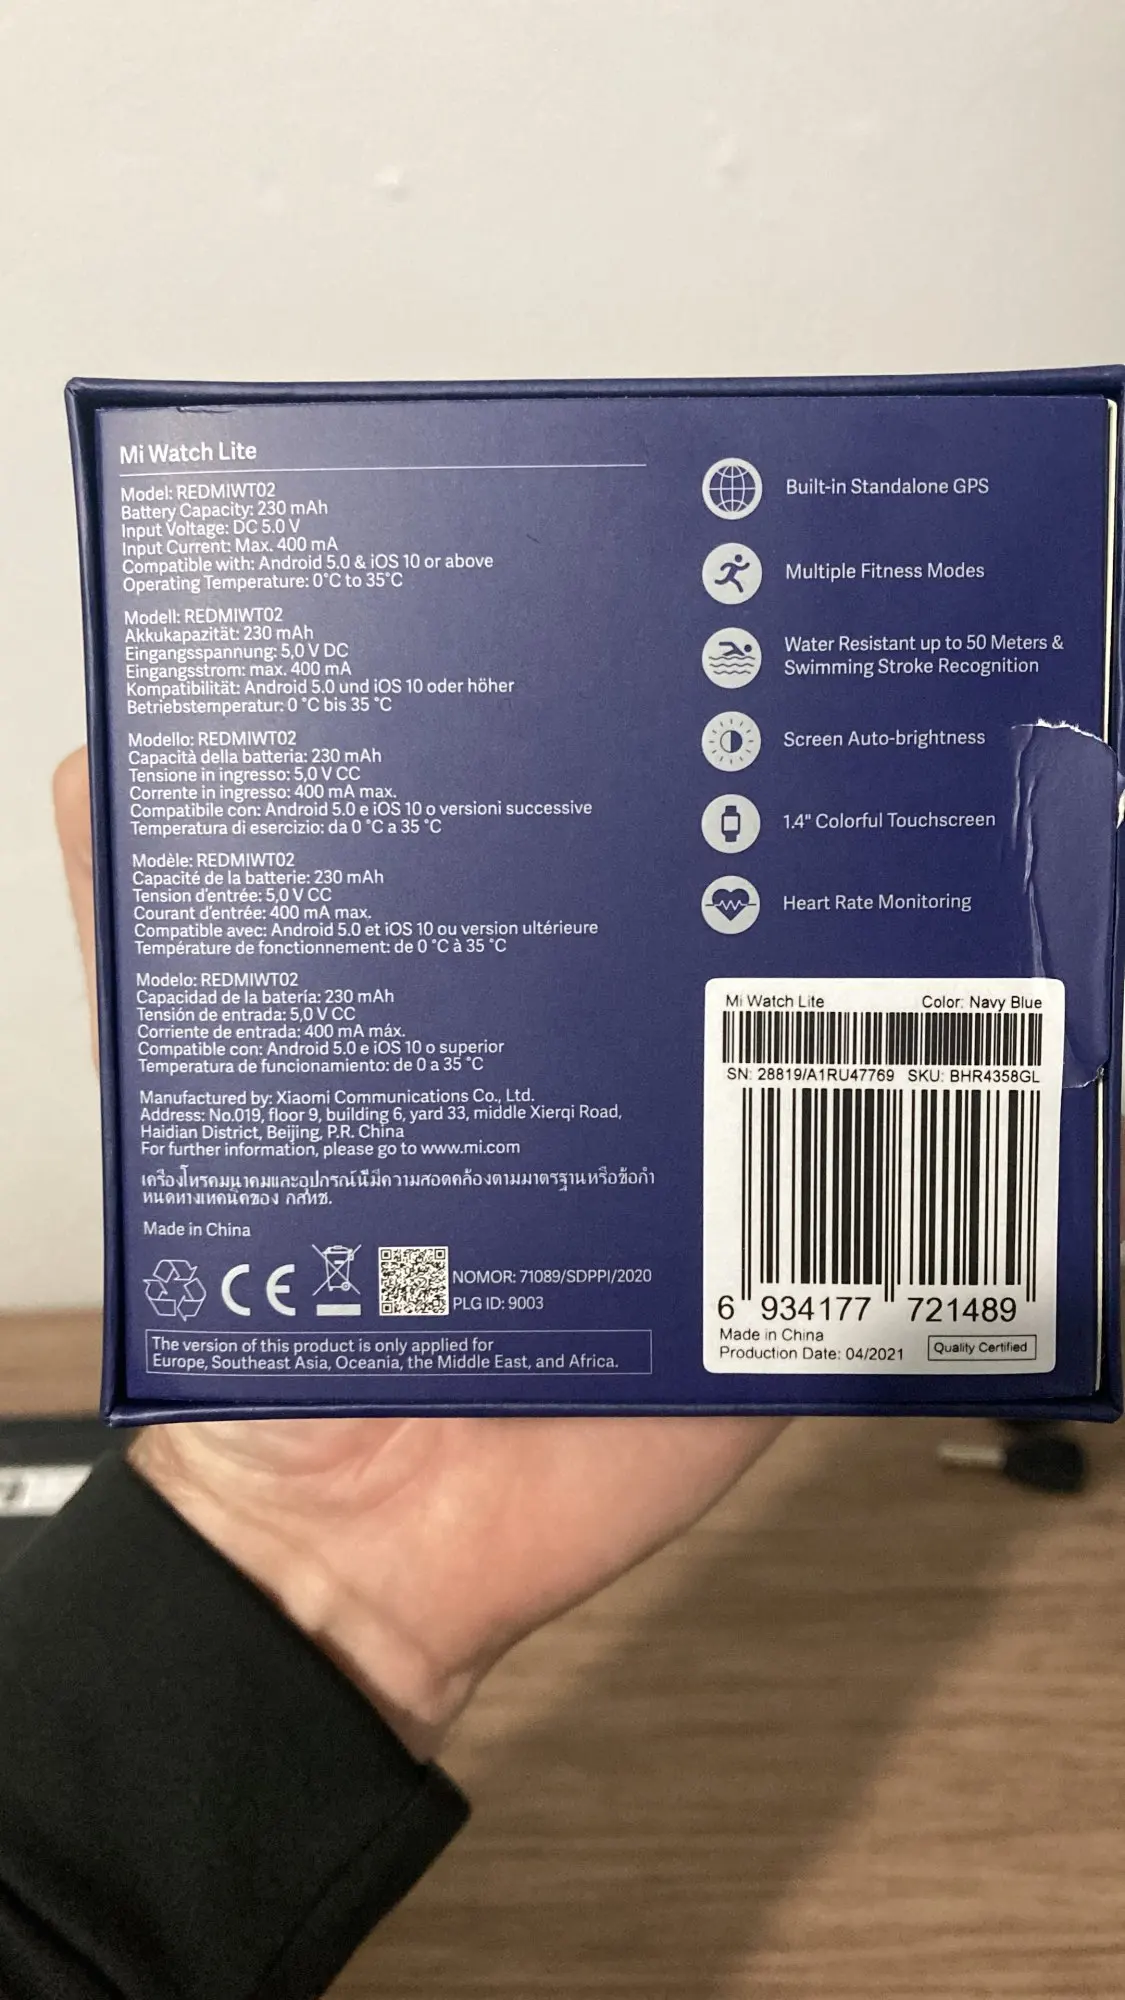 Mi Watch Lite
Model: REDMIWT02
Battery Capacity: 230 mAh
Input Voltage: DC 5.0 V
Input Current: Max. 400 mA
Compatible with: Android 5.0 & iOS 10 or above
Operating Temperature: 0°C to 35°C
Modell: REDMIWT02
Akkukapazität: 230 mAh
Eingangsspannung: 5,0 V DC
Eingangsstrom: max. 400 mA
Kompatibilität: Android 5.0 und iOS 10 oder höher
Betriebstemperatur: 0 °C bis 35 °C
Modello: REDMIWT02
Capacità della batteria: 230 mAh
Tensione in ingresso: 5,0 V CC
Corrente in ingresso: 400 mA max.
Compatibile con: Android 5.0 e iOS 10 o versioni successive
Temperatura di esercizio: da 0 °C a 35 °C
Modèle: REDMIWT02
Capacité de la batterie: 230 mAh
Tension d'entrée: 5,0 V CC
Courant d'entrée: 400 mA max.
Compatible avec: Android 5.0 et iOS 10 ou version ultérieure
Température de fonctionnement: de 0 °C à 35 °C
Modelo: REDMIWT02
Capacidad de la batería: 230 mAh
Tensión de entrada: 5,0 V CC
Corriente de entrada: 400 mA máx.
Compatible con: Android 5.0 e iOS 10 o superior
Temperatura de funcionamiento: de 0 a 35 °C
Manufactured by: Xiaomi Communications Co., Ltd.
Address: No.019, floor 9, building 6, yard 33, middle Xierqi Road,
Haidian District, Beijing, P.R. China
For further information, please go to www.mi.com
เครื่องโทรคมนาคมและอุปกรณ์นี้มีความสอดคล้องตามมาตรฐานหรือข้อกำ
หนดทางเทคนิคของ กสทช.
Made in China
CE
NOMOR: 71089/SDPPI/2020
PLG ID: 9003
The version of this product is only applied for
Europe, Southeast Asia, Oceania, the Middle East, and Africa.
Built-in Standalone GPS
Multiple Fitness Modes
Water Resistant up to 50 Meters &
Swimming Stroke Recognition
Screen Auto-brightness
1.4" Colorful Touchscreen
Heart Rate Monitoring
Mi Watch Lite Color: Navy Blue
SN: 28819/A1RU47769 SKU: BHR4358GL
6 934177 721489
Made in China
Production Date: 04/2021
Quality Certified